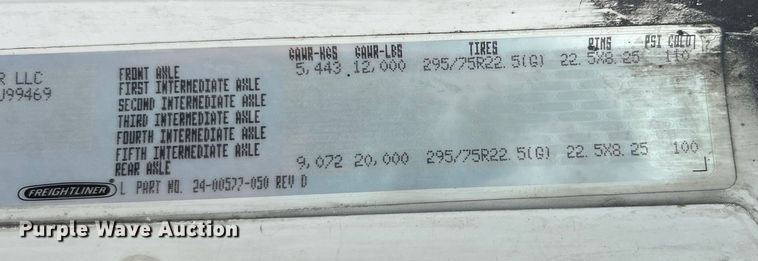 GAWR-KGS GAWR-LBS TIRES RIMS PSI COLD
R LLC FRONT AXLE 5,443 12,000 295/75R22.5(G) 22.5X8.25 110
J99469 FIRST INTERMEDIATE AXLE
SECOND INTERMEDIATE AXLE
THIRD INTERMEDIATE AXLE
FOURTH INTERMEDIATE AXLE
FIFTH INTERMEDIATE AXLE
REAR AXLE 9,072 20,000 295/75R22.5(G) 22.5X8.25 100
FREIGHTLINER L PART NO. 24-00577-050 REV D
Purple Wave Auction